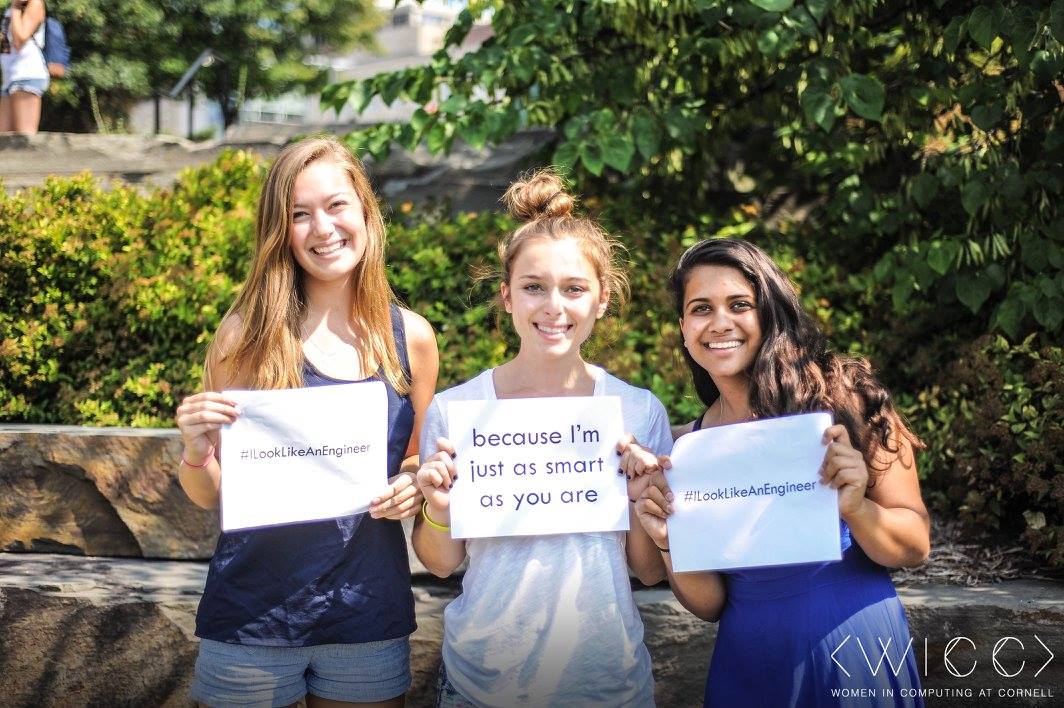 #ILookLikeAnEngineer
because I'm
just as smart
as you are
#ILookLikeAnEngineer
<WICC>
WOMEN IN COMPUTING AT CORNELL